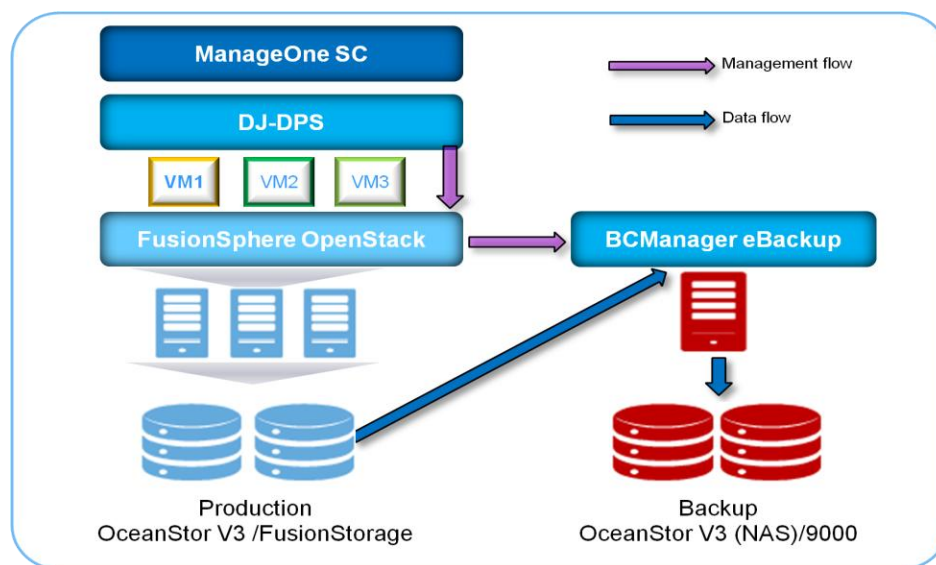 ManageOne SC
Management flow
DJ-DPS
Data flow
VM1
VM2
VM3
FusionSphere OpenStack
BCManager eBackup
Production
OceanStor V3 /FusionStorage
Backup
OceanStor V3 (NAS)/9000